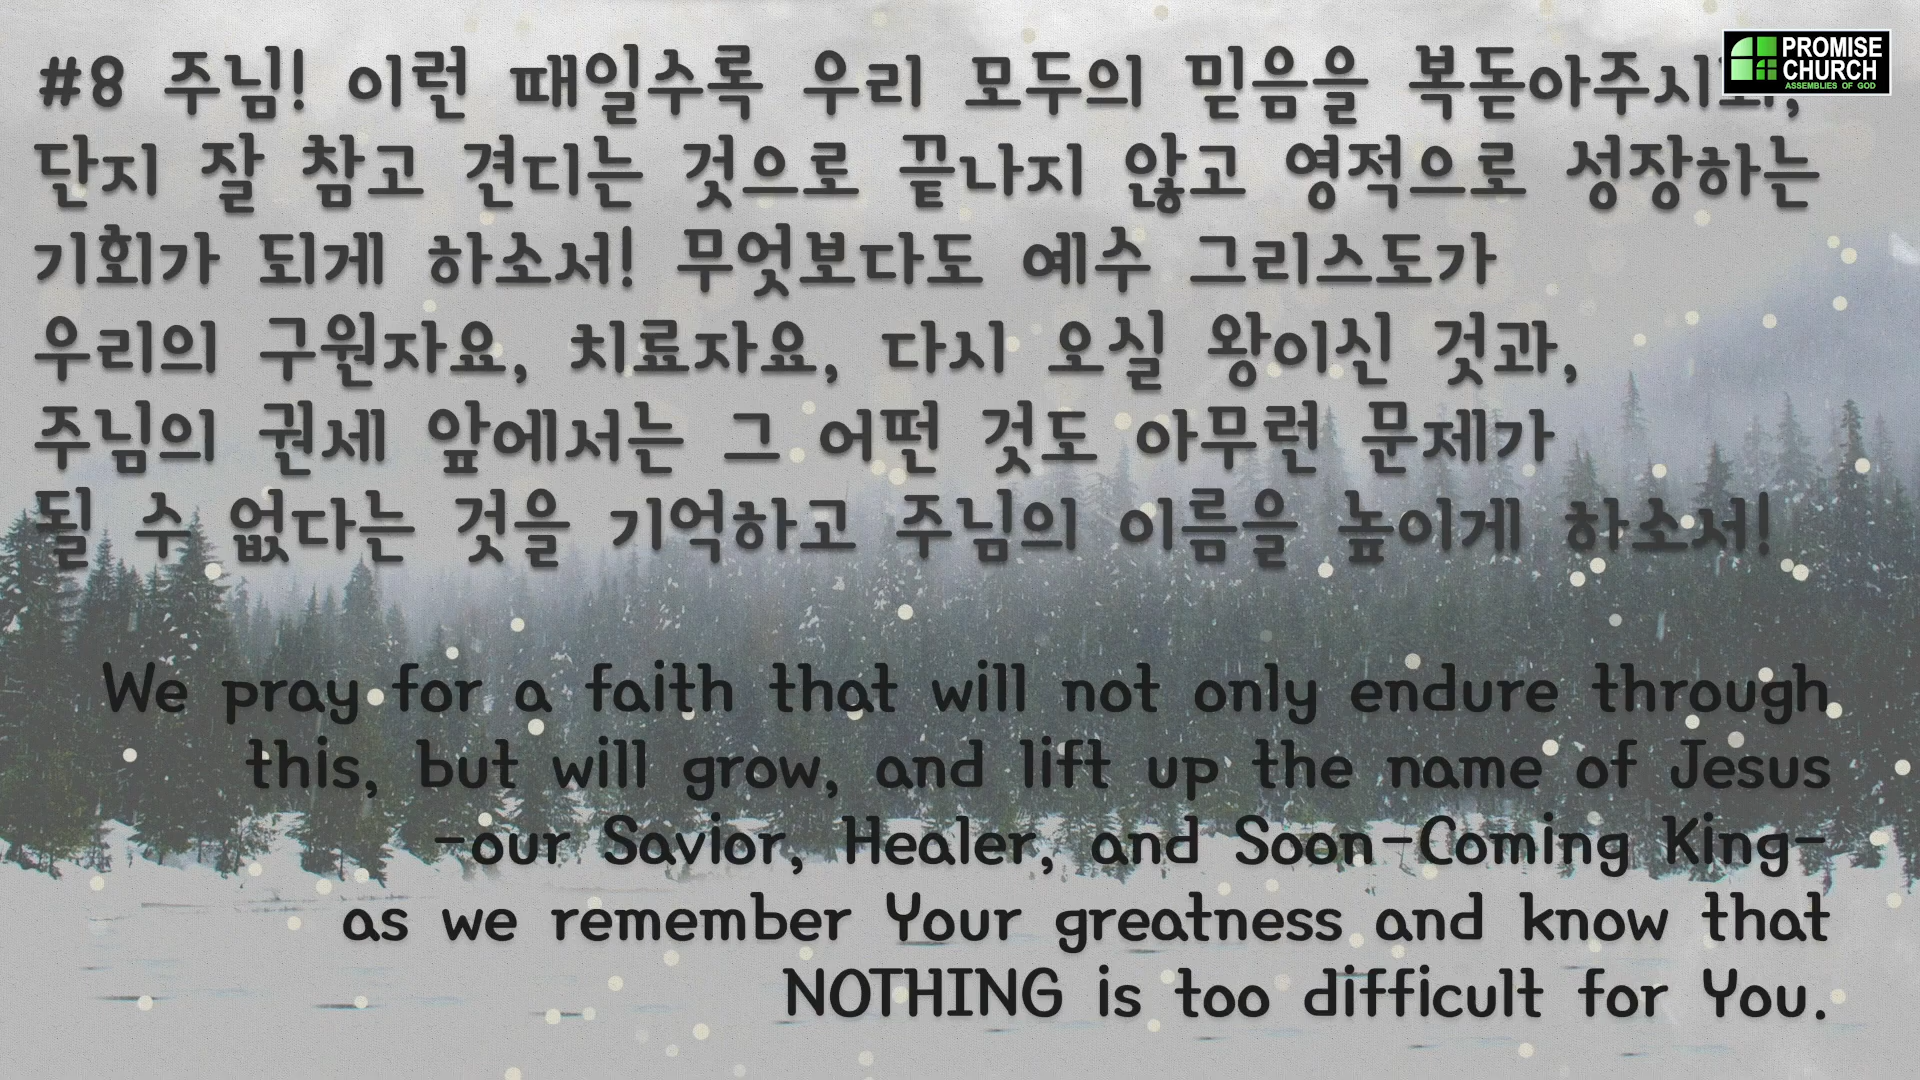 #8 주님! 이런 때일수록 우리 모두의 믿음을 복돋아주시
PROMISE
CHURCH
ASSEMBLIES OF GOD
단지 잘 참고 견디는 것으로 끝나지 않고 영적으로 성장하는
기회가 되게 하소서! 무엇보다도 예수 그리스도가
우리의 구원자요, 치료자요, 다시 오실 왕이신 것과,
주님의 권세 앞에서는 그 어떤 것도 아무런 문제가
될 수 없다는 것을 기억하고 주님의 이름을 높이게 하소서!
We pray for a faith that will not only endure through
this, but will grow, and lift up the name of Jesus
-our Savior, Healer, and Soon-Coming King-
as we remember Your greatness and know that
NOTHING is too difficult for You.